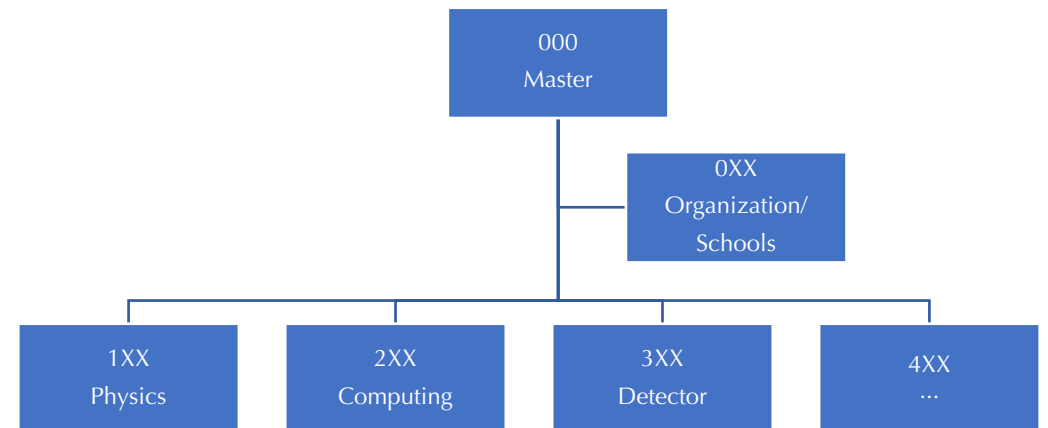 000
Master
0XX
Organization/
Schools
1XX
Physics
2XX
Computing
3XX
Detector
4XX
...